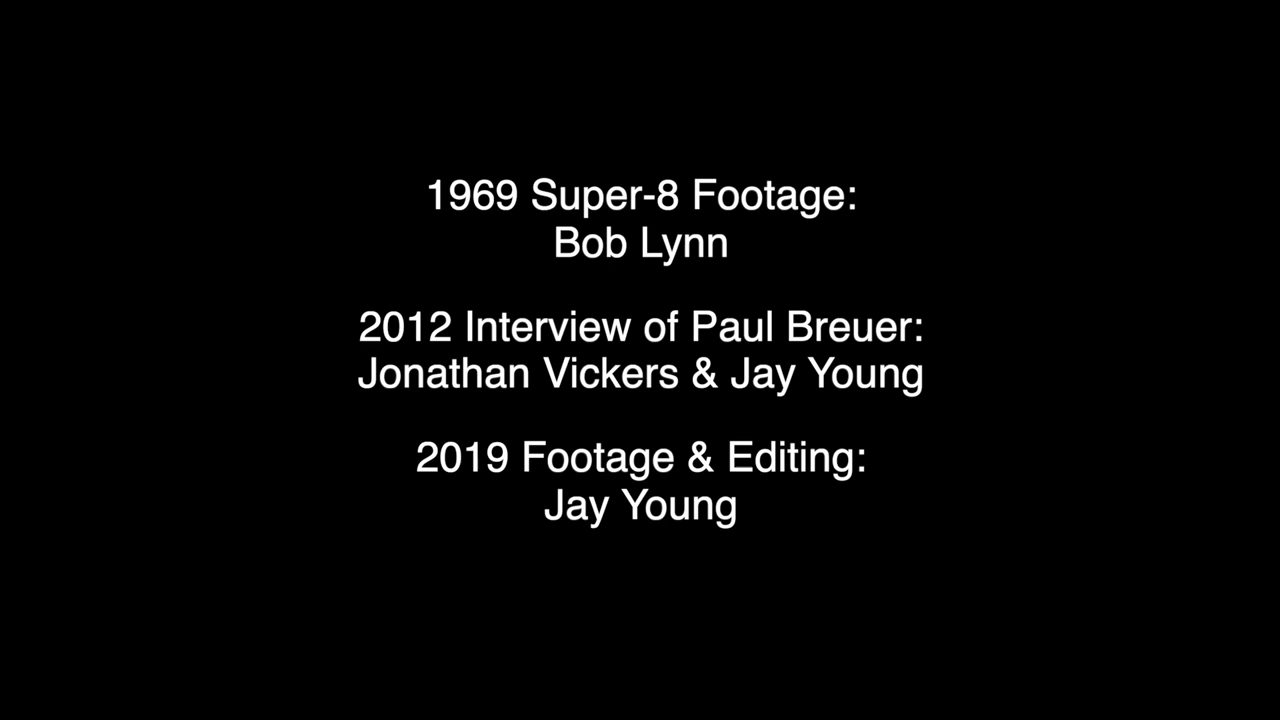 1969 Super-8 Footage:
Bob Lynn
2012 Interview of Paul Breuer:
Jonathan Vickers & Jay Young
2019 Footage & Editing:
Jay Young